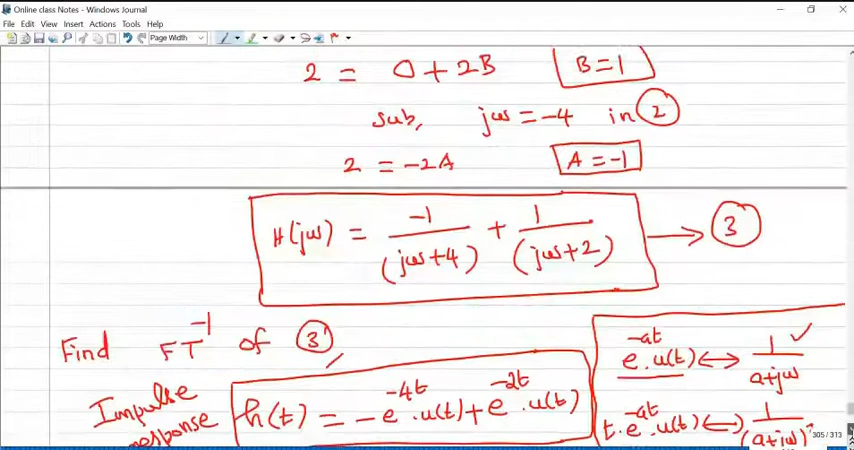 Online class Notes - Windows Journal
File Edit View Insert Actions Tools Help
Page Width
2 = 0 + 2B B = 1
sub, jω = -4 in 2
2 = -2A A = -1
H(jω) = -1/(jω+4) + 1/(jω+2) → 3
Find FT⁻¹ of 3
Impulse response
h(t) = -e^-4t . u(t) + e^-2t . u(t)
e^-at . u(t) ↔ 1/(a+jω) ✓
t . e^-at . u(t) ↔ 1/(a+jω)²
305 / 313